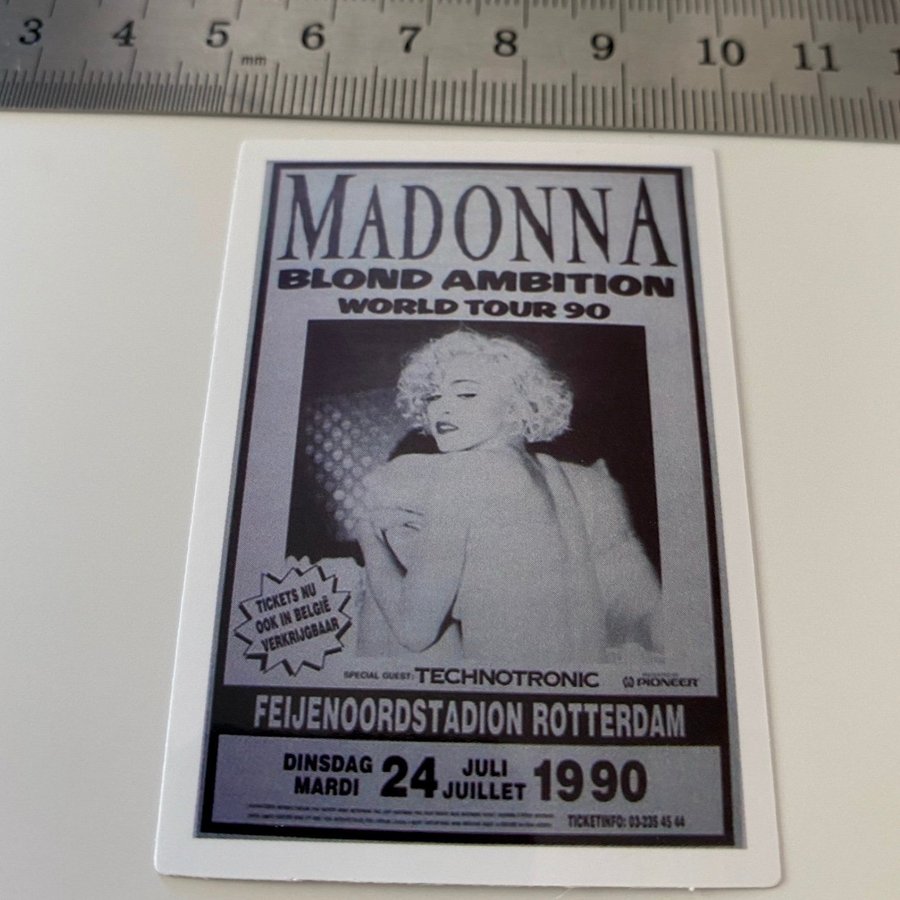 3 4 5 6 7 8 9 10 11
mm
MADONNA
BLOND AMBITION
WORLD TOUR 90
TICKETS NU
OOK IN BELGIË
VERKRIJGBAAR
SPECIAL GUEST: TECHNOTRONIC
PIONEER
FEIJENOORDSTADION ROTTERDAM
DINSDAG 24 JULI 1990
MARDI JUILLET
TICKETINFO: 03-235 45 44